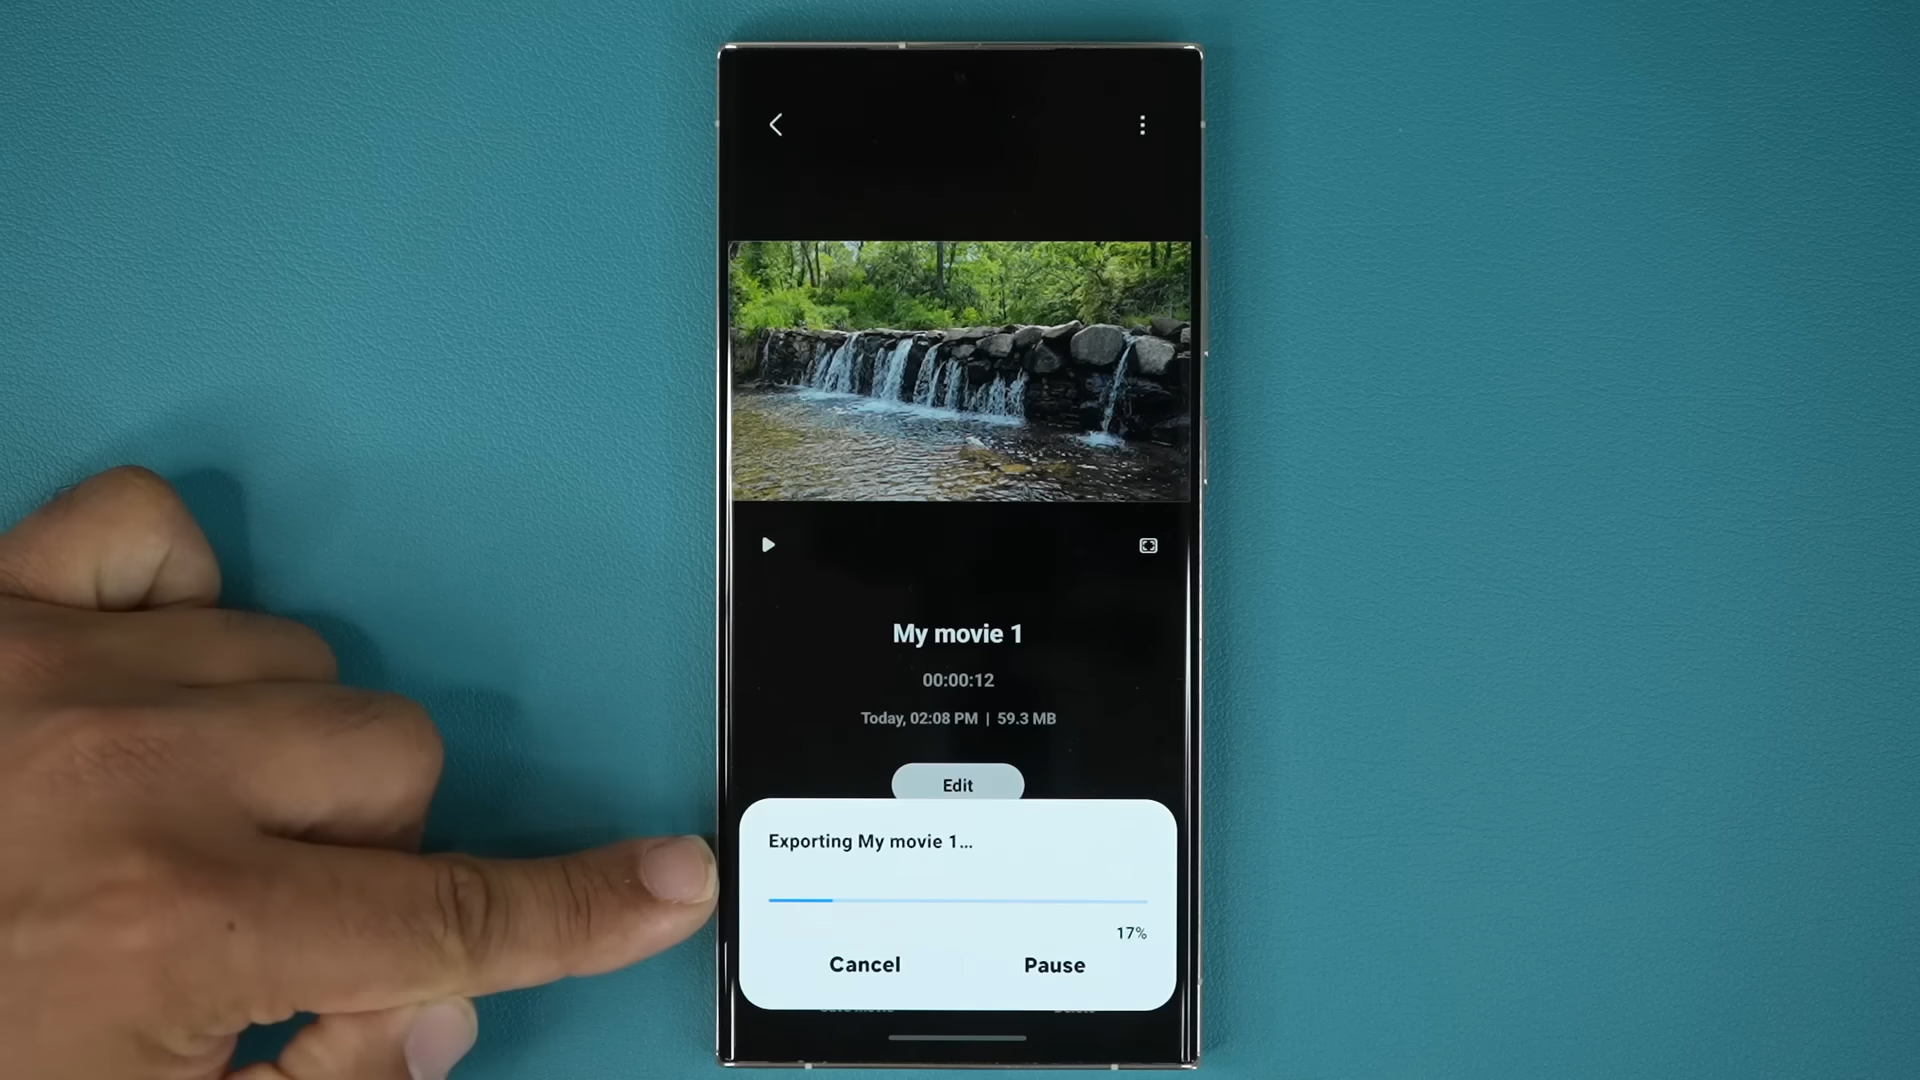 My movie 1
00:00:12
Today, 02:08 PM | 59.3 MB
Edit
Exporting My movie 1...
17%
Cancel
Pause